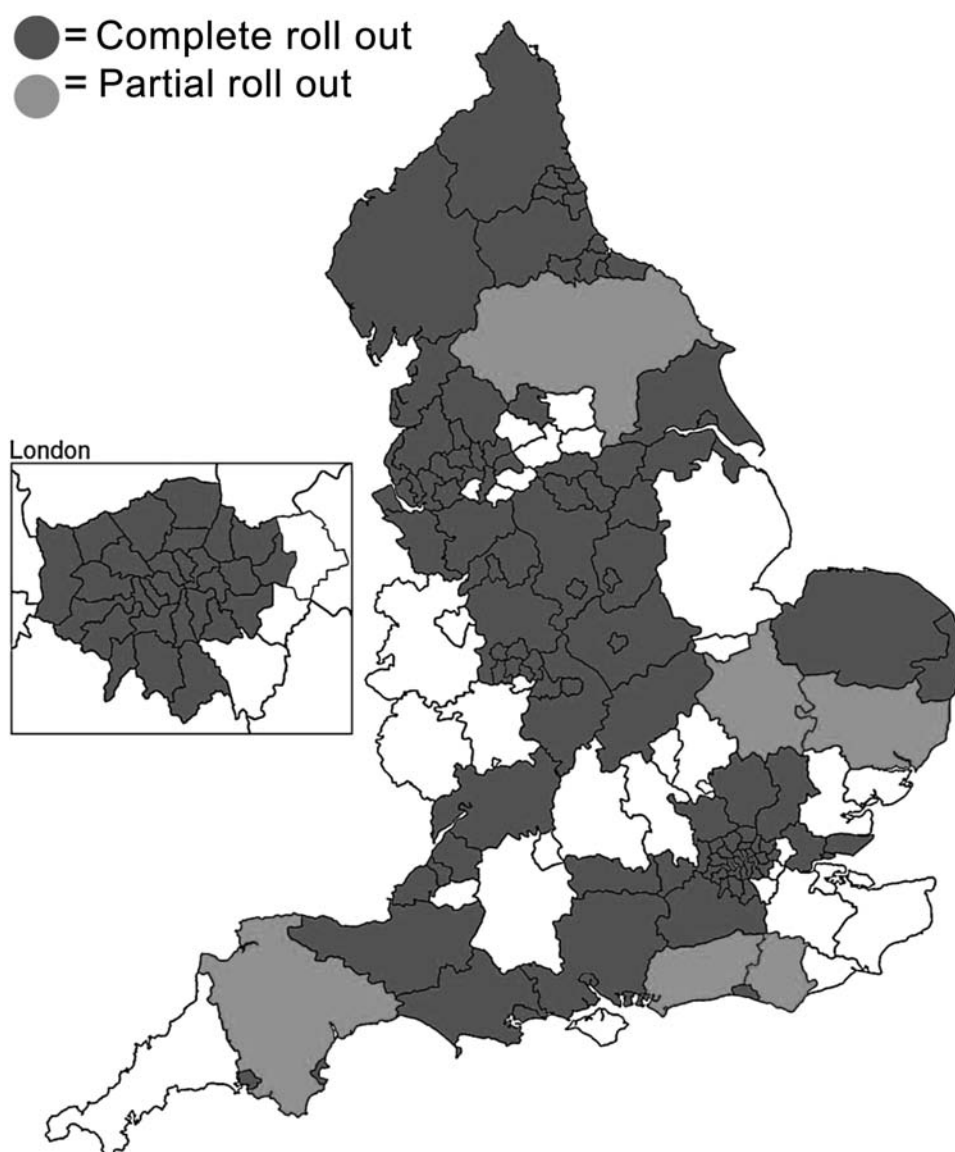 = Complete roll out
= Partial roll out
London